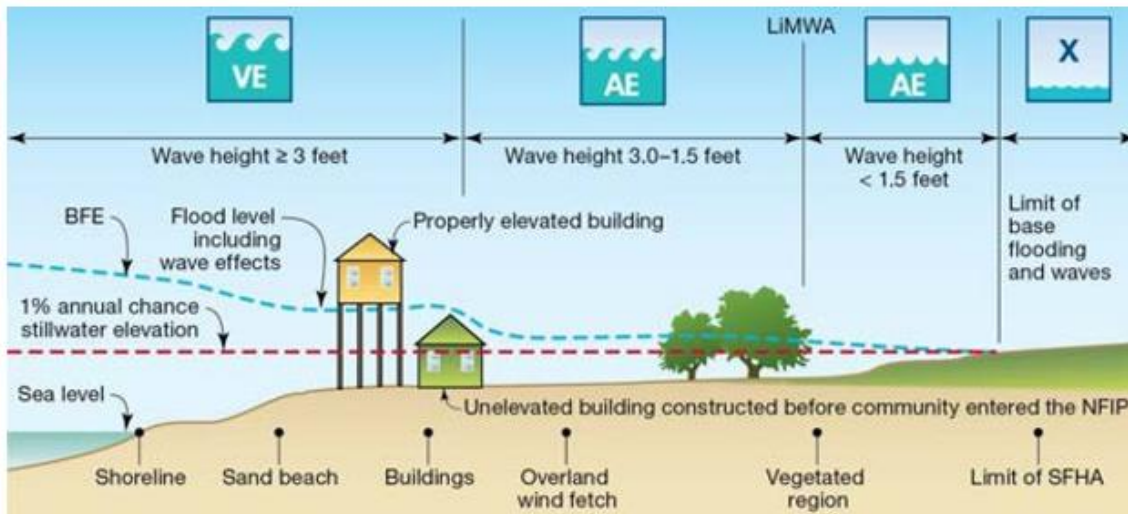 LiMWA
VE
AE
AE
X
Wave height ≥ 3 feet
Wave height 3.0–1.5 feet
Wave height
< 1.5 feet
BFE
Flood level
including
wave effects
Properly elevated building
Limit of
base
flooding
and waves
1% annual chance
stillwater elevation
Sea level
Unelevated building constructed before community entered the NFIP
Shoreline
Sand beach
Buildings
Overland
wind fetch
Vegetated
region
Limit of SFHA